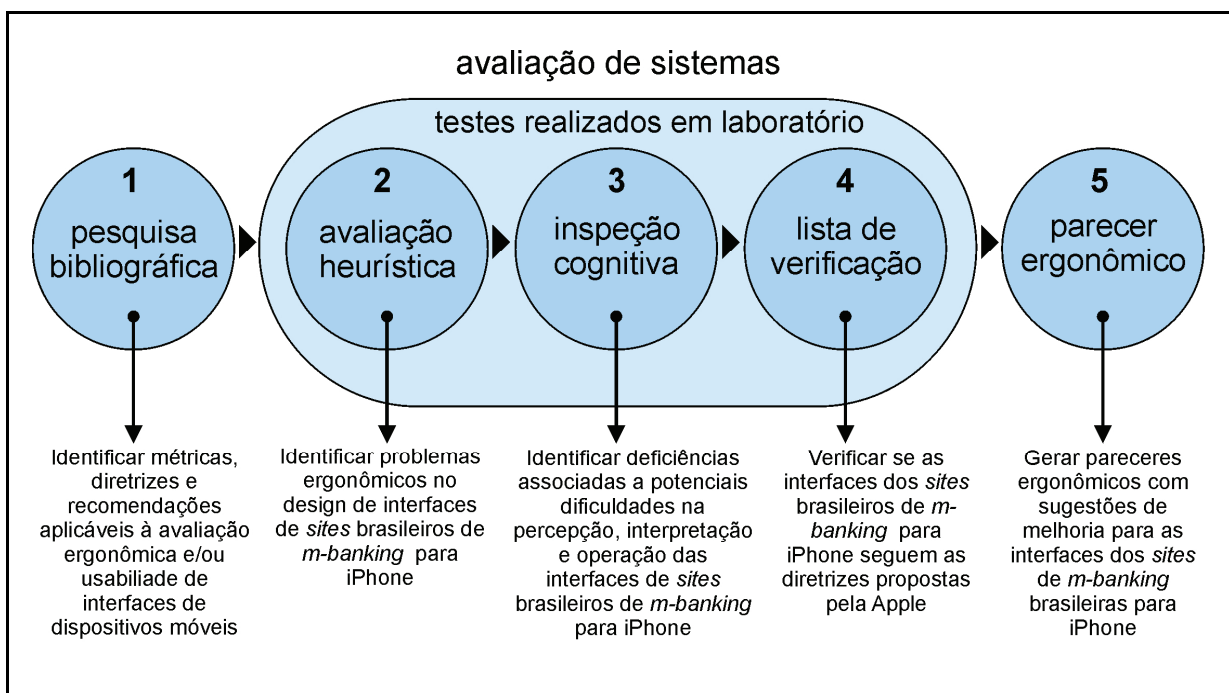 avaliação de sistemas
testes realizados em laboratório
1
pesquisa
bibliográfica
2
avaliação
heurística
3
inspeção
cognitiva
4
lista de
verificação
5
parecer
ergonômico
Identificar métricas,
diretrizes e
recomendações
aplicáveis à avaliação
ergonômica e/ou
usabiliade de
interfaces de
dispositivos móveis
Identificar problemas
ergonômicos no
design de interfaces
de sites brasileiros de
m-banking para
iPhone
Identificar deficiências
associadas a potenciais
dificuldades na
percepção, interpretação
e operação das
interfaces de sites
brasileiros de m-banking
para iPhone
Verificar se as
interfaces dos sites
brasileiros de m-
banking para
iPhone seguem as
diretrizes propostas
pela Apple
Gerar pareceres
ergonômicos com
sugestões de
melhoria para as
interfaces dos sites
de m-banking
brasileiras para
iPhone